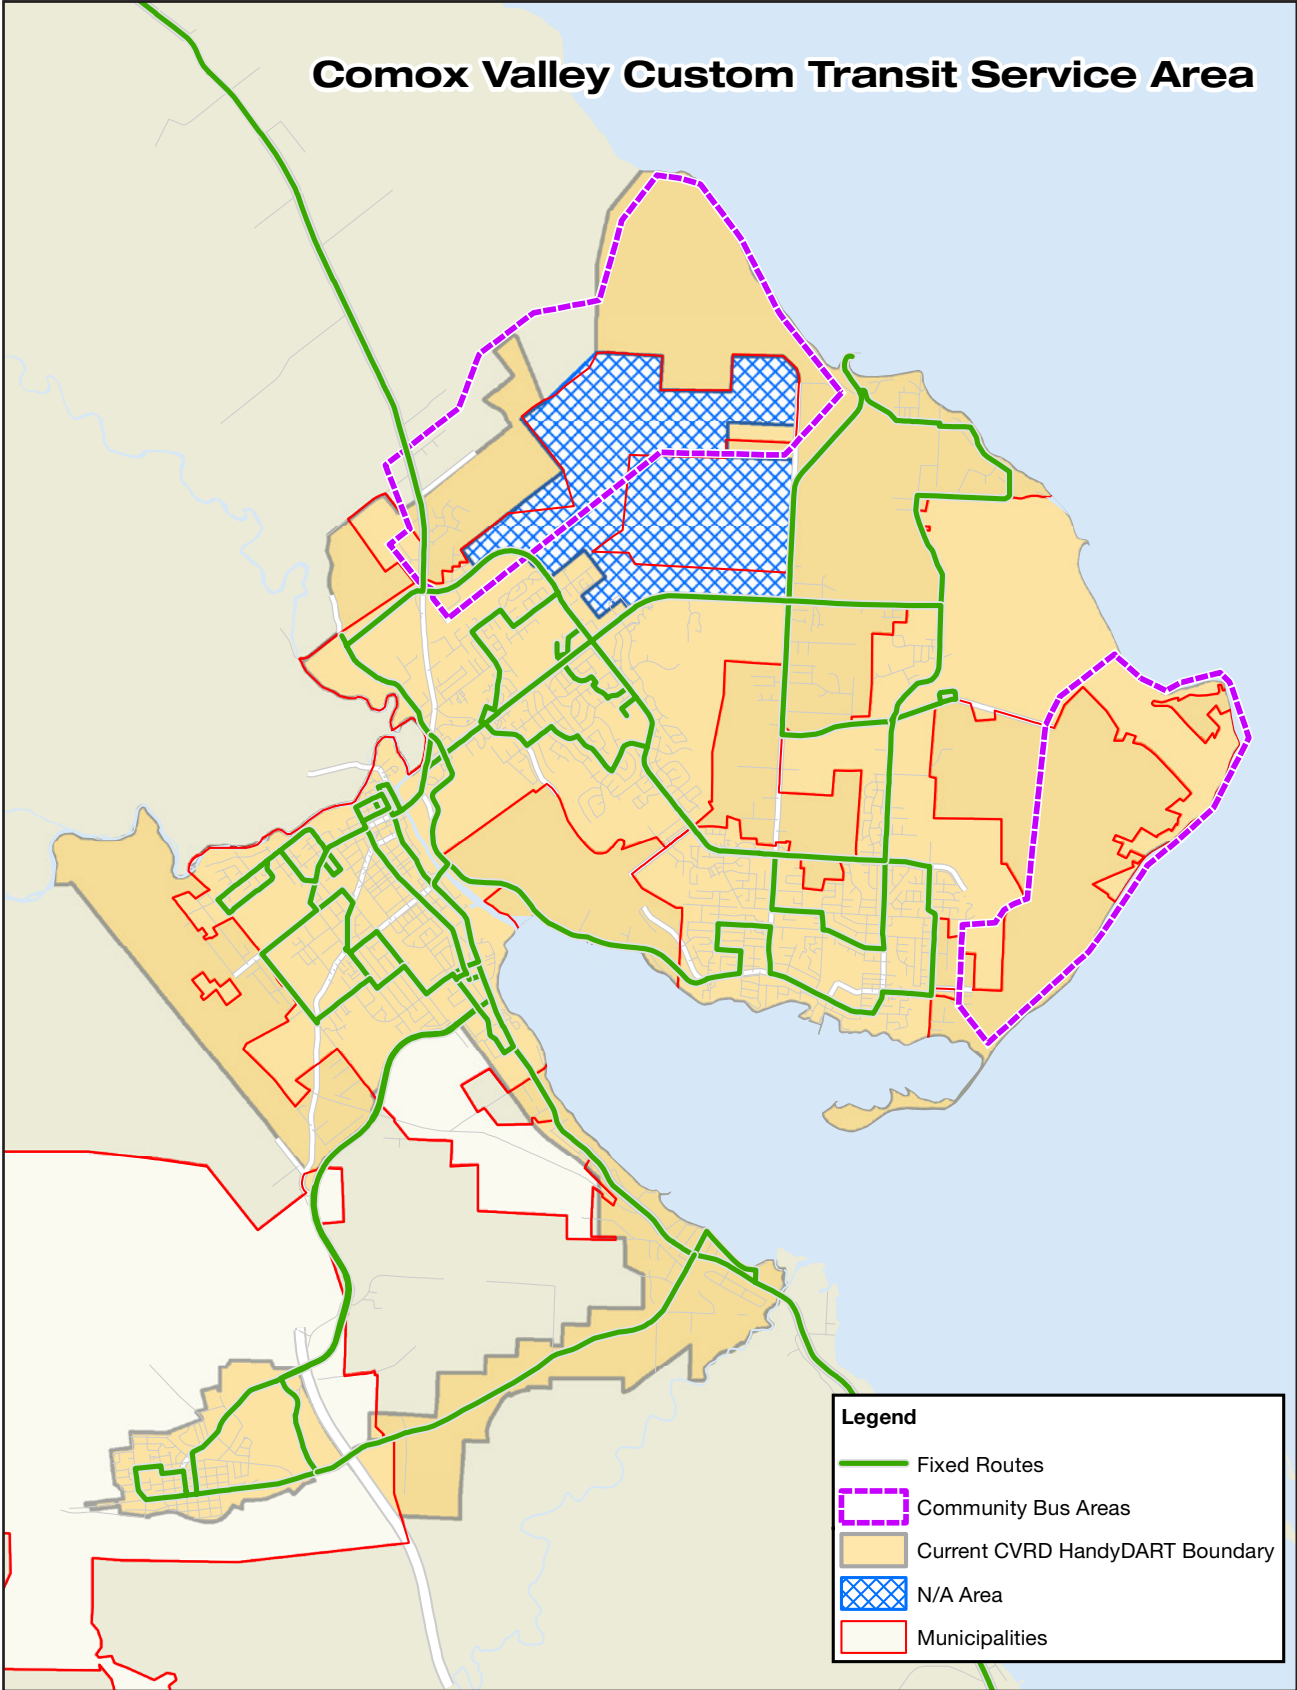 Comox Valley Custom Transit Service Area
Legend
Fixed Routes
Community Bus Areas
Current CVRD HandyDART Boundary
N/A Area
Municipalities